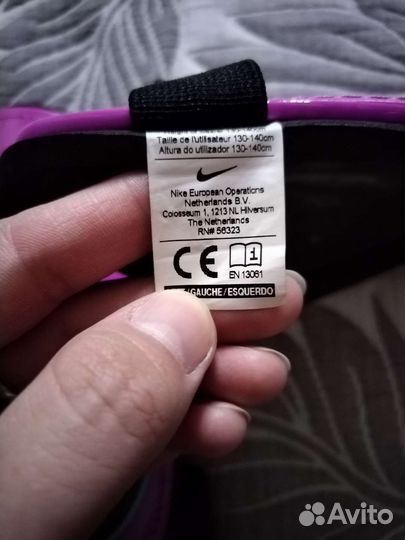 Taille de l'utilisateur 130-140cm
Altura do utilizador 130-140cm
Nike European Operations
Netherlands B.V.
Colosseum 1, 1213 NL Hilversum
The Netherlands
RN# 56323
CE
i
EN 13061
/GAUCHE/ESQUERDO
Avito